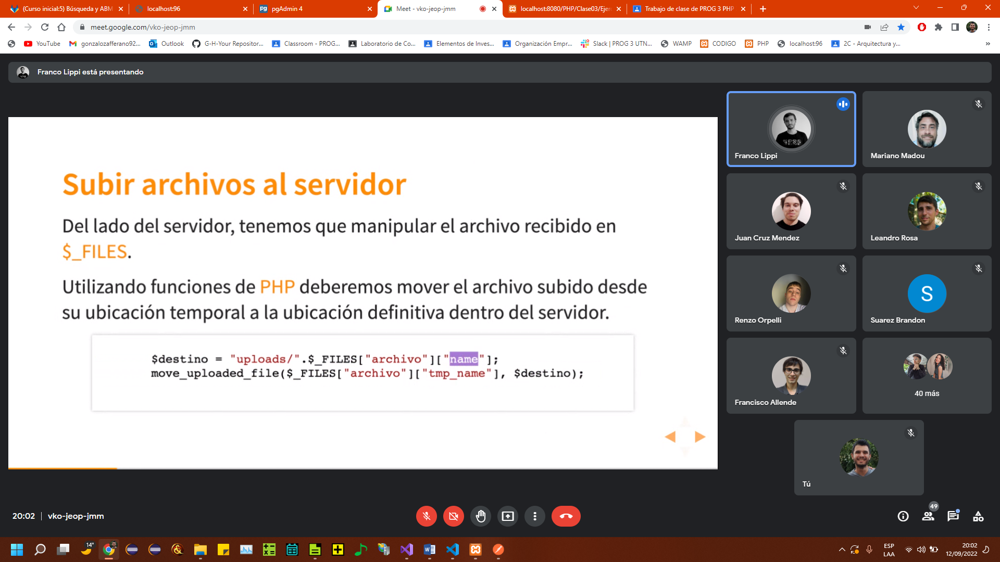 (Curso inicial:5) Búsqueda y ABM
localhost:96
pgAdmin 4
Meet - vko-jeop-jmm
localhost:8080/PHP/Clase03/Ejer
Trabajo de clase de PROG 3 PHP
meet.google.com/vko-jeop-jmm
YouTube
gonzalozafferano92...
Outlook
G-H-Your Repositor...
Classroom - PROG...
Laboratorio de Co...
Elementos de Inves...
Organización Empr...
Slack | PROG 3 UTN...
WAMP
CODIGO
PHP
localhost:96
2C - Arquitectura y...
»
Franco Lippi está presentando
Subir archivos al servidor
Del lado del servidor, tenemos que manipular el archivo recibido en
$_FILES.
Utilizando funciones de PHP deberemos mover el archivo subido desde
su ubicación temporal a la ubicación definitiva dentro del servidor.
$destino = "uploads/".$_FILES["archivo"]["name"];
move_uploaded_file($_FILES["archivo"]["tmp_name"], $destino);
Franco Lippi
Mariano Madou
Juan Cruz Mendez
Leandro Rosa
Renzo Orpelli
S
Suarez Brandon
Francisco Allende
40 más
Tú
20:02 | vko-jeop-jmm
49
14°
ESP
LAA
20:02
12/09/2022